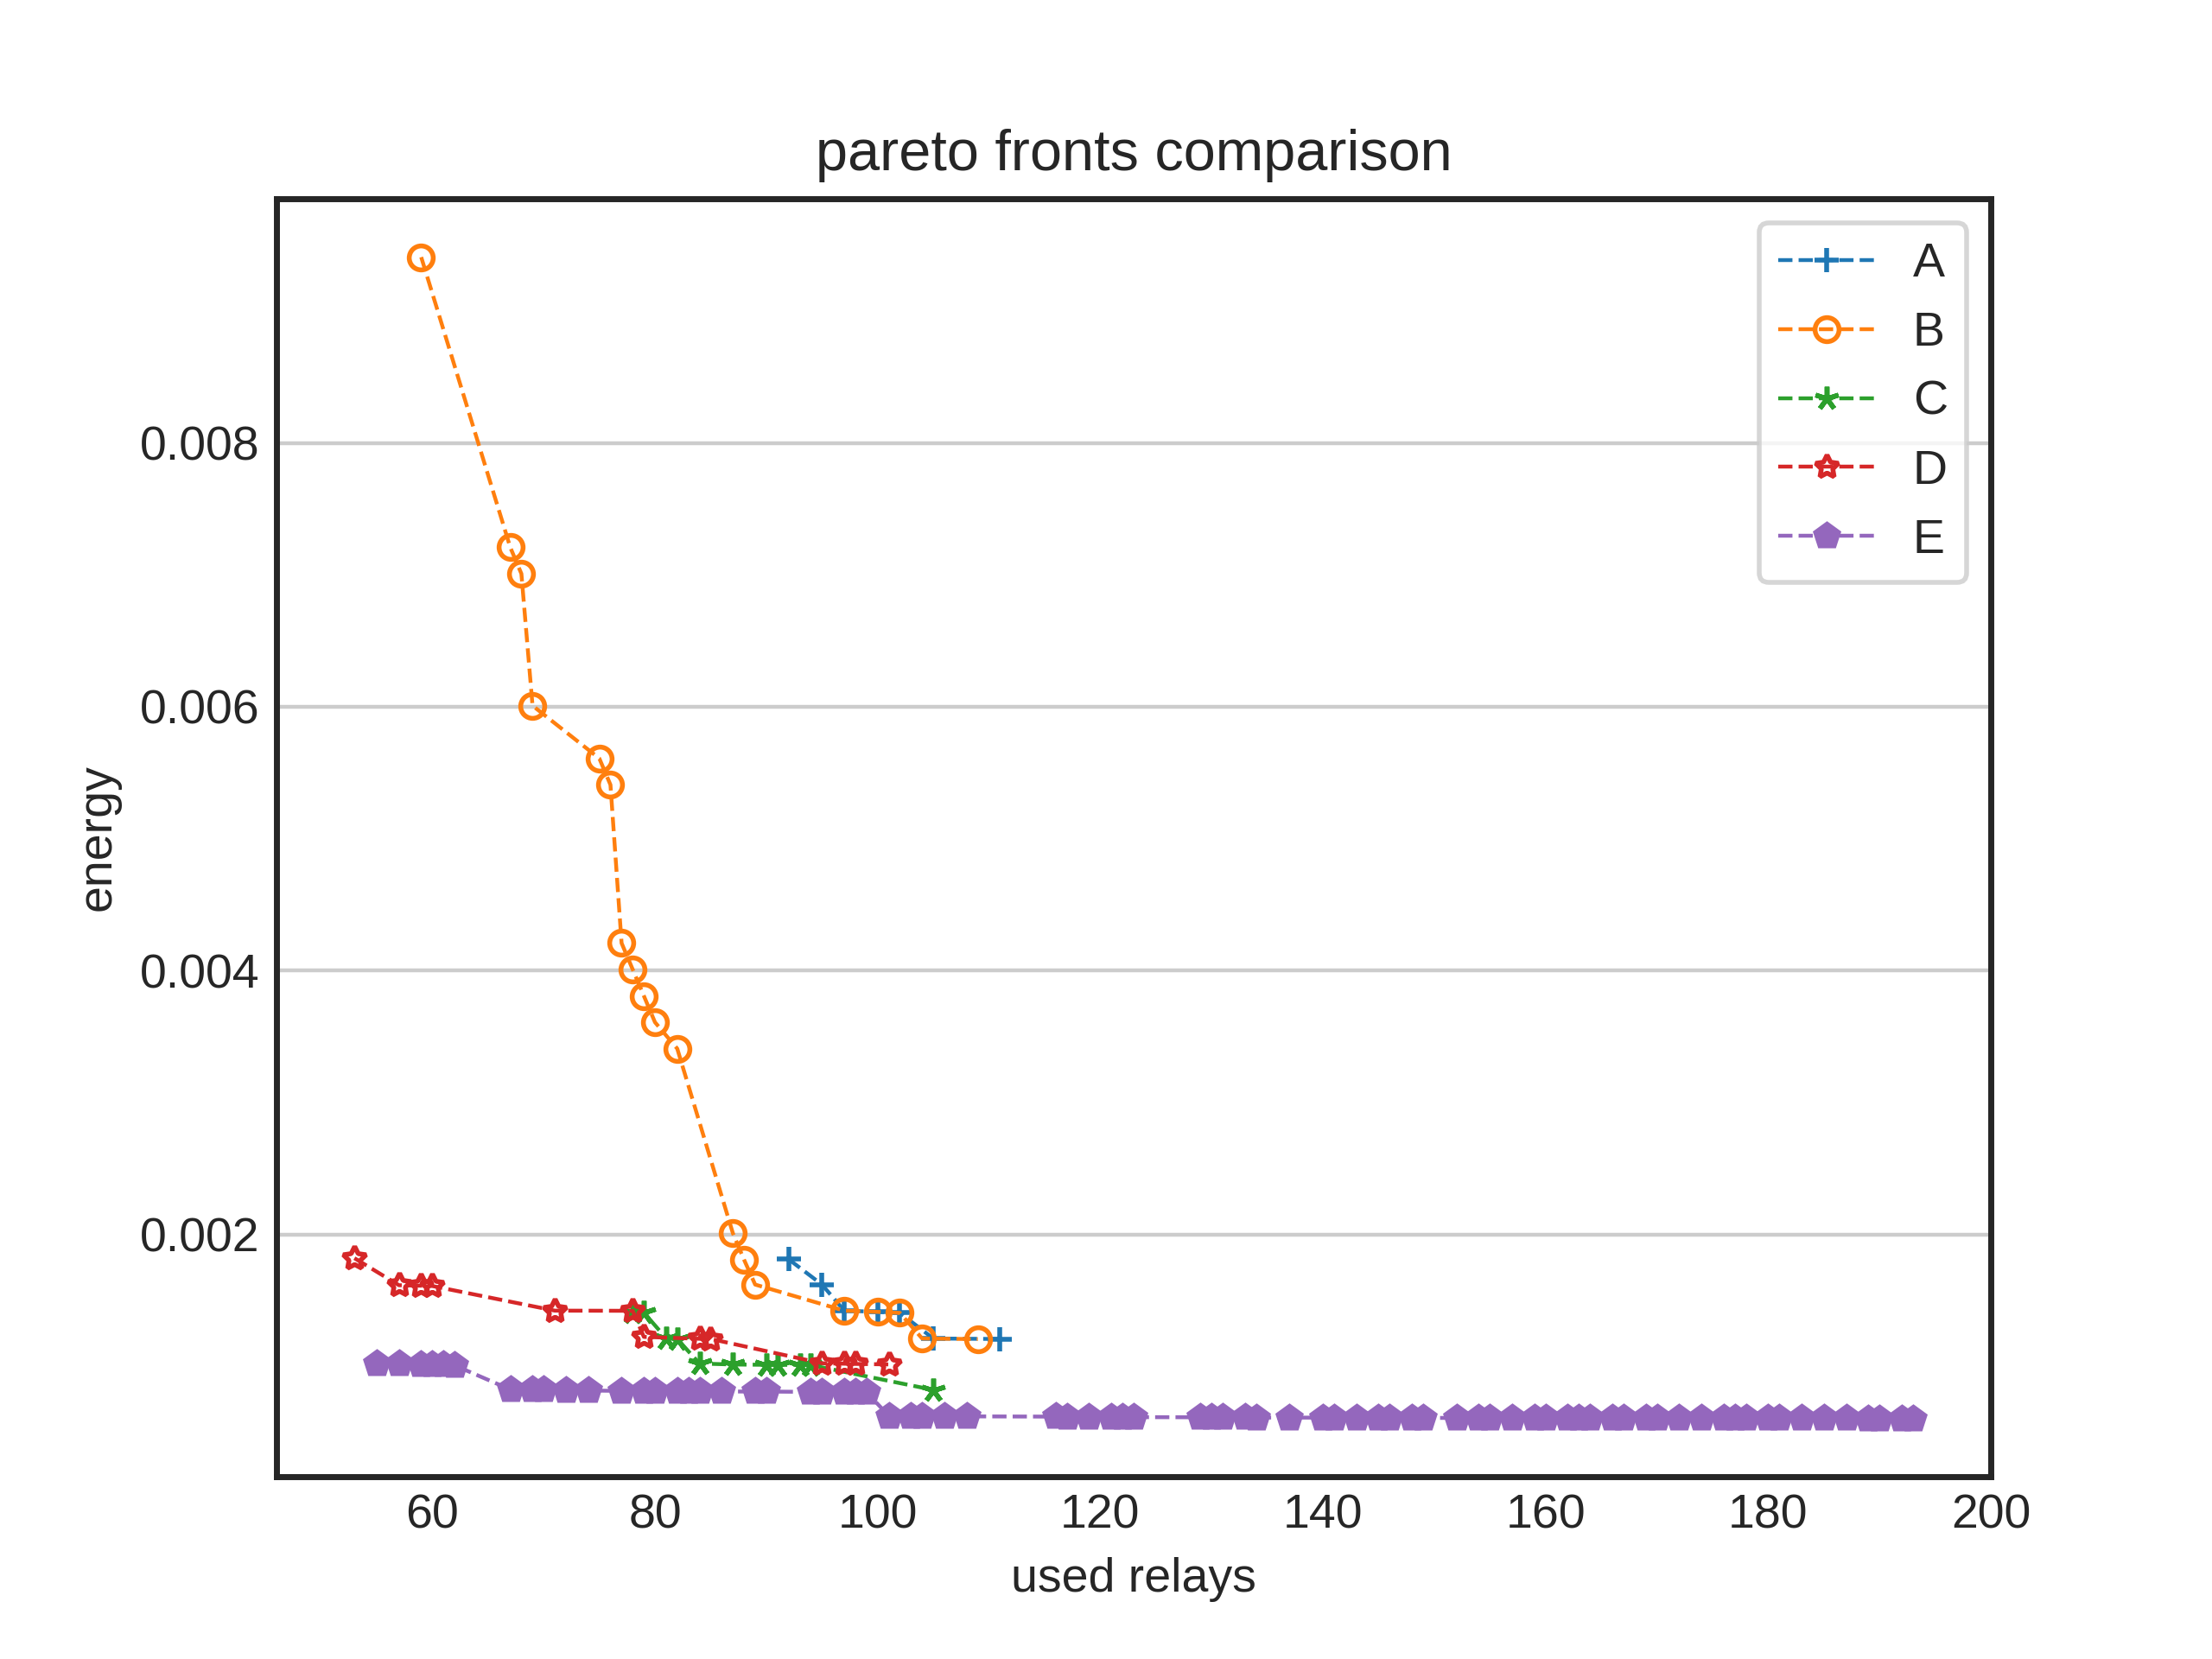 pareto fronts comparison
A
B
C
D
E
0.008
0.006
0.004
0.002
energy
60 80 100 120 140 160 180 200
used relays